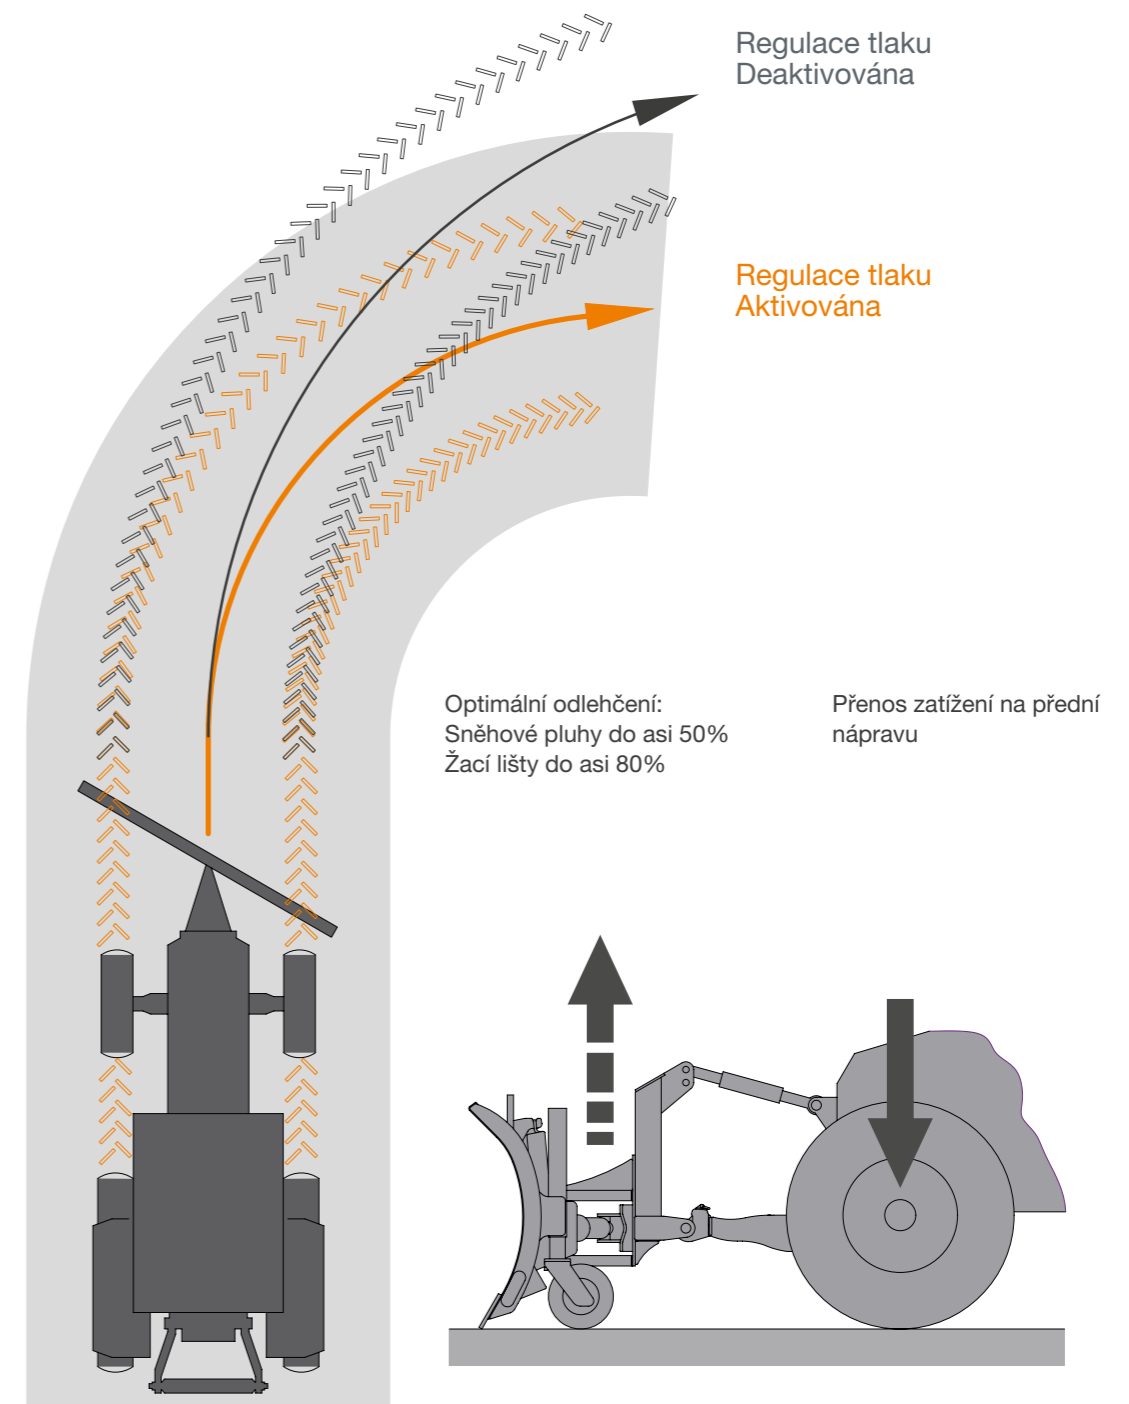 Regulace tlaku
Deaktivována
Regulace tlaku
Aktivována
Optimální odlehčení:
Sněhové pluhy do asi 50%
Žací lišty do asi 80%
Přenos zatížení na přední
nápravu